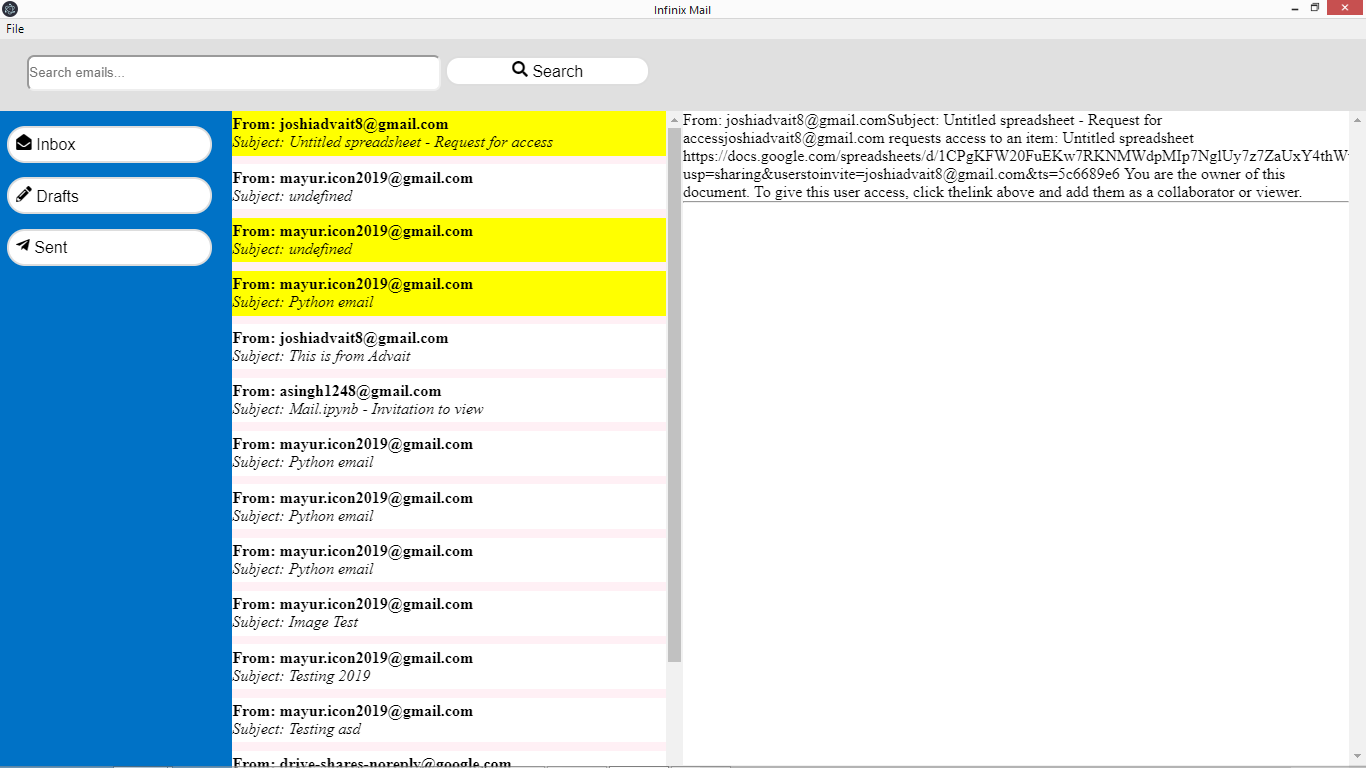 Infinix Mail
File
Search emails...
Search
Inbox
Drafts
Sent
From: joshiadvait8@gmail.com
Subject: Untitled spreadsheet - Request for access
From: mayur.icon2019@gmail.com
Subject: undefined
From: mayur.icon2019@gmail.com
Subject: undefined
From: mayur.icon2019@gmail.com
Subject: Python email
From: joshiadvait8@gmail.com
Subject: This is from Advait
From: asingh1248@gmail.com
Subject: Mail.ipynb - Invitation to view
From: mayur.icon2019@gmail.com
Subject: Python email
From: mayur.icon2019@gmail.com
Subject: Python email
From: mayur.icon2019@gmail.com
Subject: Python email
From: mayur.icon2019@gmail.com
Subject: Image Test
From: mayur.icon2019@gmail.com
Subject: Testing 2019
From: mayur.icon2019@gmail.com
Subject: Testing asd
From: drive-shares-noreply@google.com
From: joshiadvait8@gmail.comSubject: Untitled spreadsheet - Request for
accessjoshiadvait8@gmail.com requests access to an item: Untitled spreadsheet
https://docs.google.com/spreadsheets/d/1CPgKFW20FuEKw7RKNMWdpMIp7NglUy7z7ZaUxY4thW
usp=sharing&userstoinvite=joshiadvait8@gmail.com&ts=5c6689e6 You are the owner of this
document. To give this user access, click thelink above and add them as a collaborator or viewer.